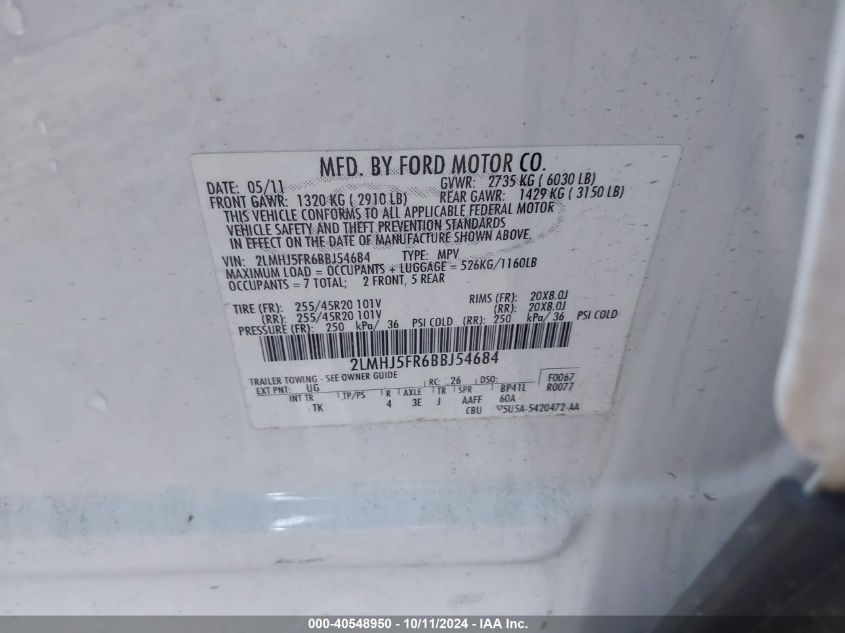 MFD. BY FORD MOTOR CO.
DATE: 05/11 GVWR: 2735 KG ( 6030 LB)
FRONT GAWR: 1320 KG ( 2910 LB) REAR GAWR: 1429 KG ( 3150 LB)
THIS VEHICLE CONFORMS TO ALL APPLICABLE FEDERAL MOTOR
VEHICLE SAFETY AND THEFT PREVENTION STANDARDS
IN EFFECT ON THE DATE OF MANUFACTURE SHOWN ABOVE.
VIN: 2LMHJ5FR6BBJ54684 TYPE: MPV
MAXIMUM LOAD = OCCUPANTS + LUGGAGE = 526KG/1160LB
OCCUPANTS = 7 TOTAL; 2 FRONT, 5 REAR
TIRE (FR): 255/45R20 101V RIMS (FR): 20X8.0J
(RR): 255/45R20 101V (RR): 20X8.0J
PRESSURE (FR): 250 kPa/ 36 PSI COLD (RR): 250 kPa/ 36 PSI COLD
2LMHJ5FR6BBJ54684
TRAILER TOWING - SEE OWNER GUIDE
EXT PNT: UG RC: 26 DSO: F0067
INT TR TP/PS R AXLE TR SPR BP41L R0077
TK 4 3E J AAFF 60A
CBU 5U5A-5420472-AA
000-40548950 - 10/11/2024 - IAA Inc.